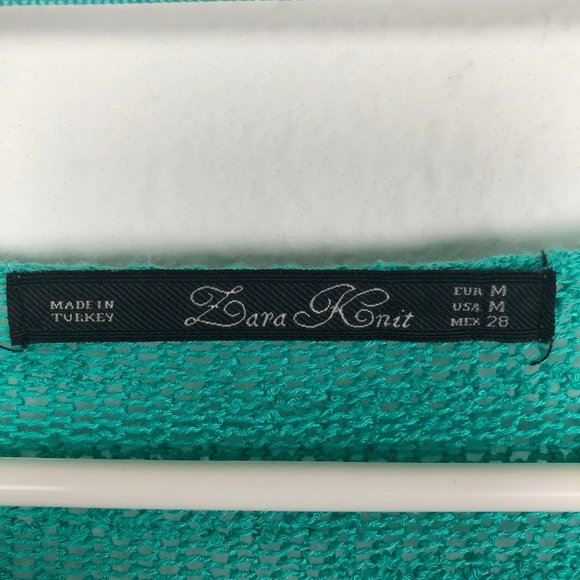 MADE IN
TURKEY
Zara Knit
EUR M
USA M
MEX 28